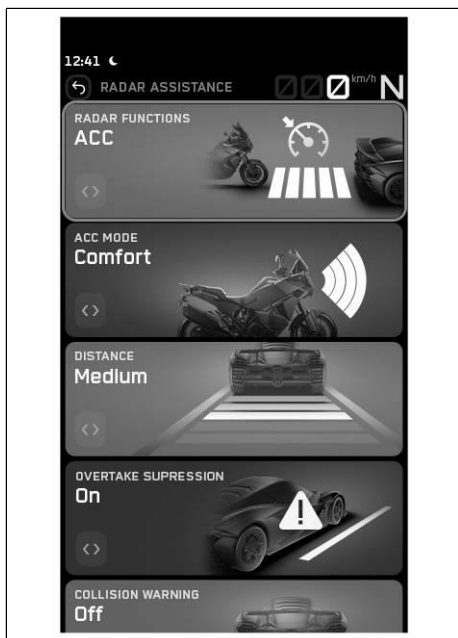 12:41
RADAR ASSISTANCE 000 km/h N
RADAR FUNCTIONS
ACC
ACC MODE
Comfort
DISTANCE
Medium
OVERTAKE SUPRESSION
On
COLLISION WARNING
Off